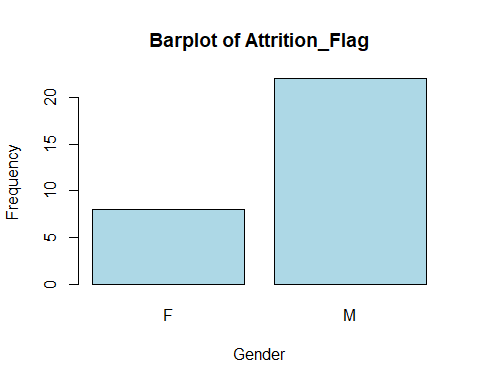 Barplot of Attrition_Flag
Frequency
20
15
10
5
0
F M
Gender